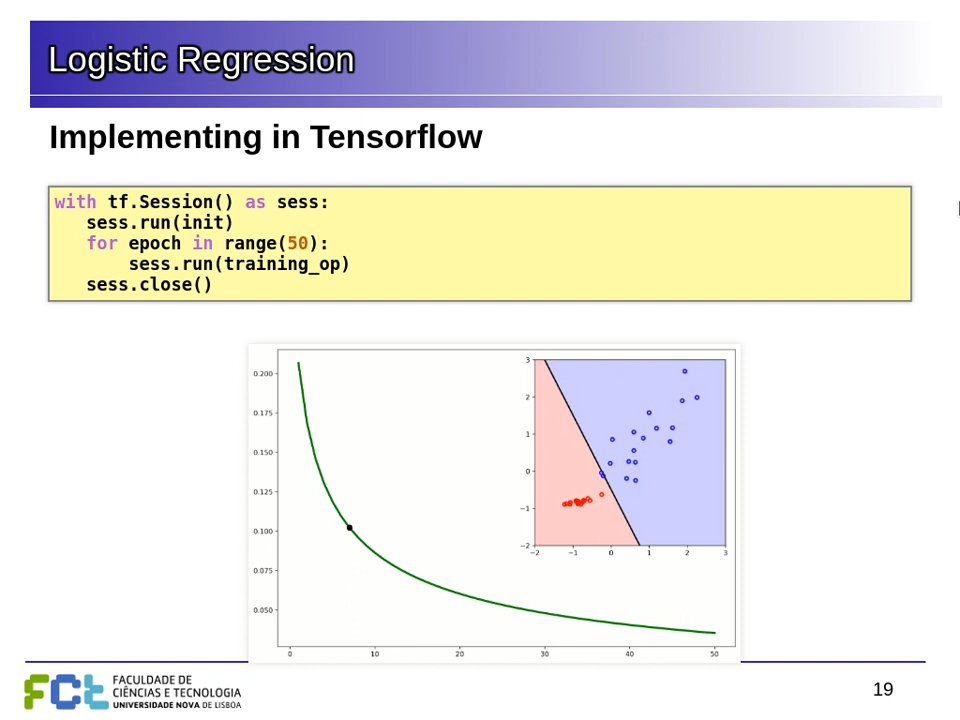 Logistic Regression
Implementing in Tensorflow
with tf.Session() as sess:
   sess.run(init)
   for epoch in range(50):
       sess.run(training_op)
   sess.close()
0.200
0.175
0.150
0.125
0.100
0.075
0.050
0 10 20 30 40 50
3
2
1
0
−1
−2
−2 −1 0 1 2 3
FCt
FACULDADE DE
CIÊNCIAS E TECNOLOGIA
UNIVERSIDADE NOVA DE LISBOA
19